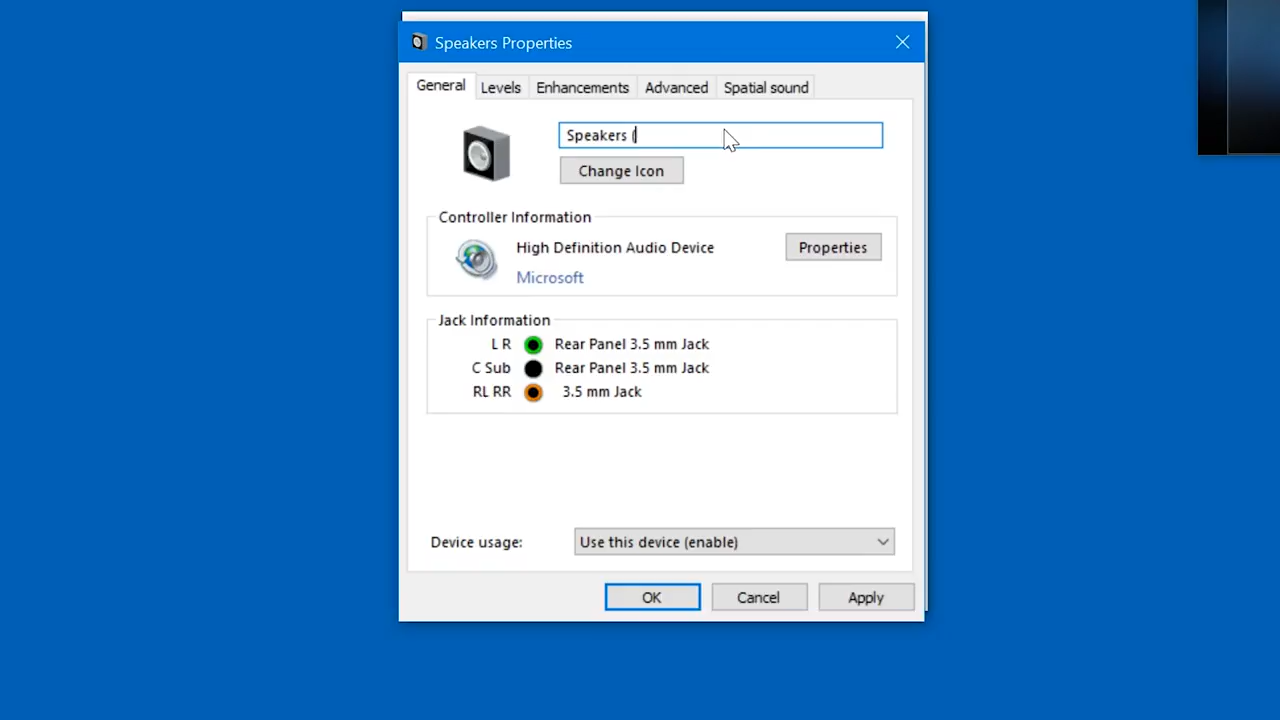 Speakers Properties
General Levels Enhancements Advanced Spatial sound
Speakers (
Change Icon
Controller Information
High Definition Audio Device Properties
Microsoft
Jack Information
L R Rear Panel 3.5 mm Jack
C Sub Rear Panel 3.5 mm Jack
RL RR 3.5 mm Jack
Device usage: Use this device (enable)
OK Cancel Apply